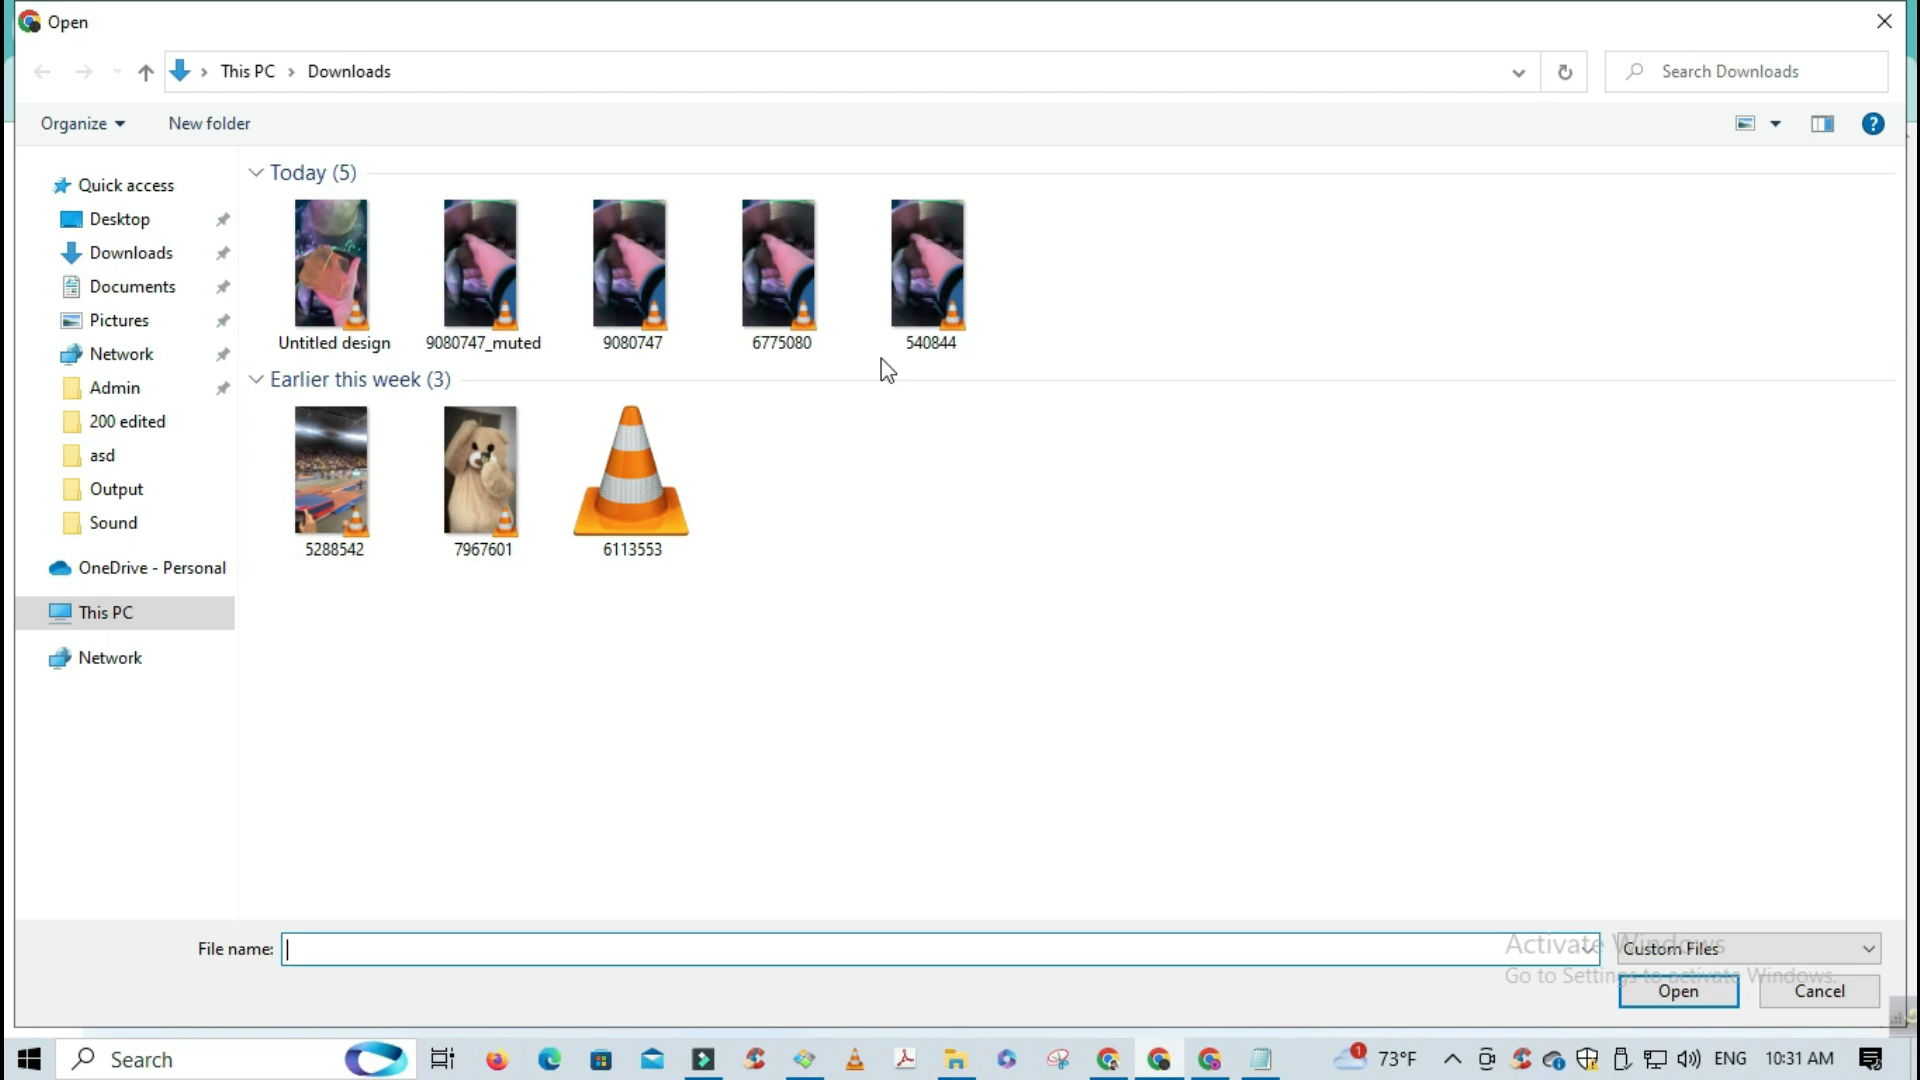 Open
This PC
Downloads
Search Downloads
Organize
New folder
Quick access
Desktop
Downloads
Documents
Pictures
Network
Admin
200 edited
asd
Output
Sound
OneDrive - Personal
This PC
Network
Today (5)
Untitled design
9080747_muted
9080747
6775080
540844
Earlier this week (3)
5288542
7967601
6113553
File name:
Custom Files
Activate Windows
Go to Settings to activate Windows.
Open
Cancel
Search
1
73°F
ENG
10:31 AM